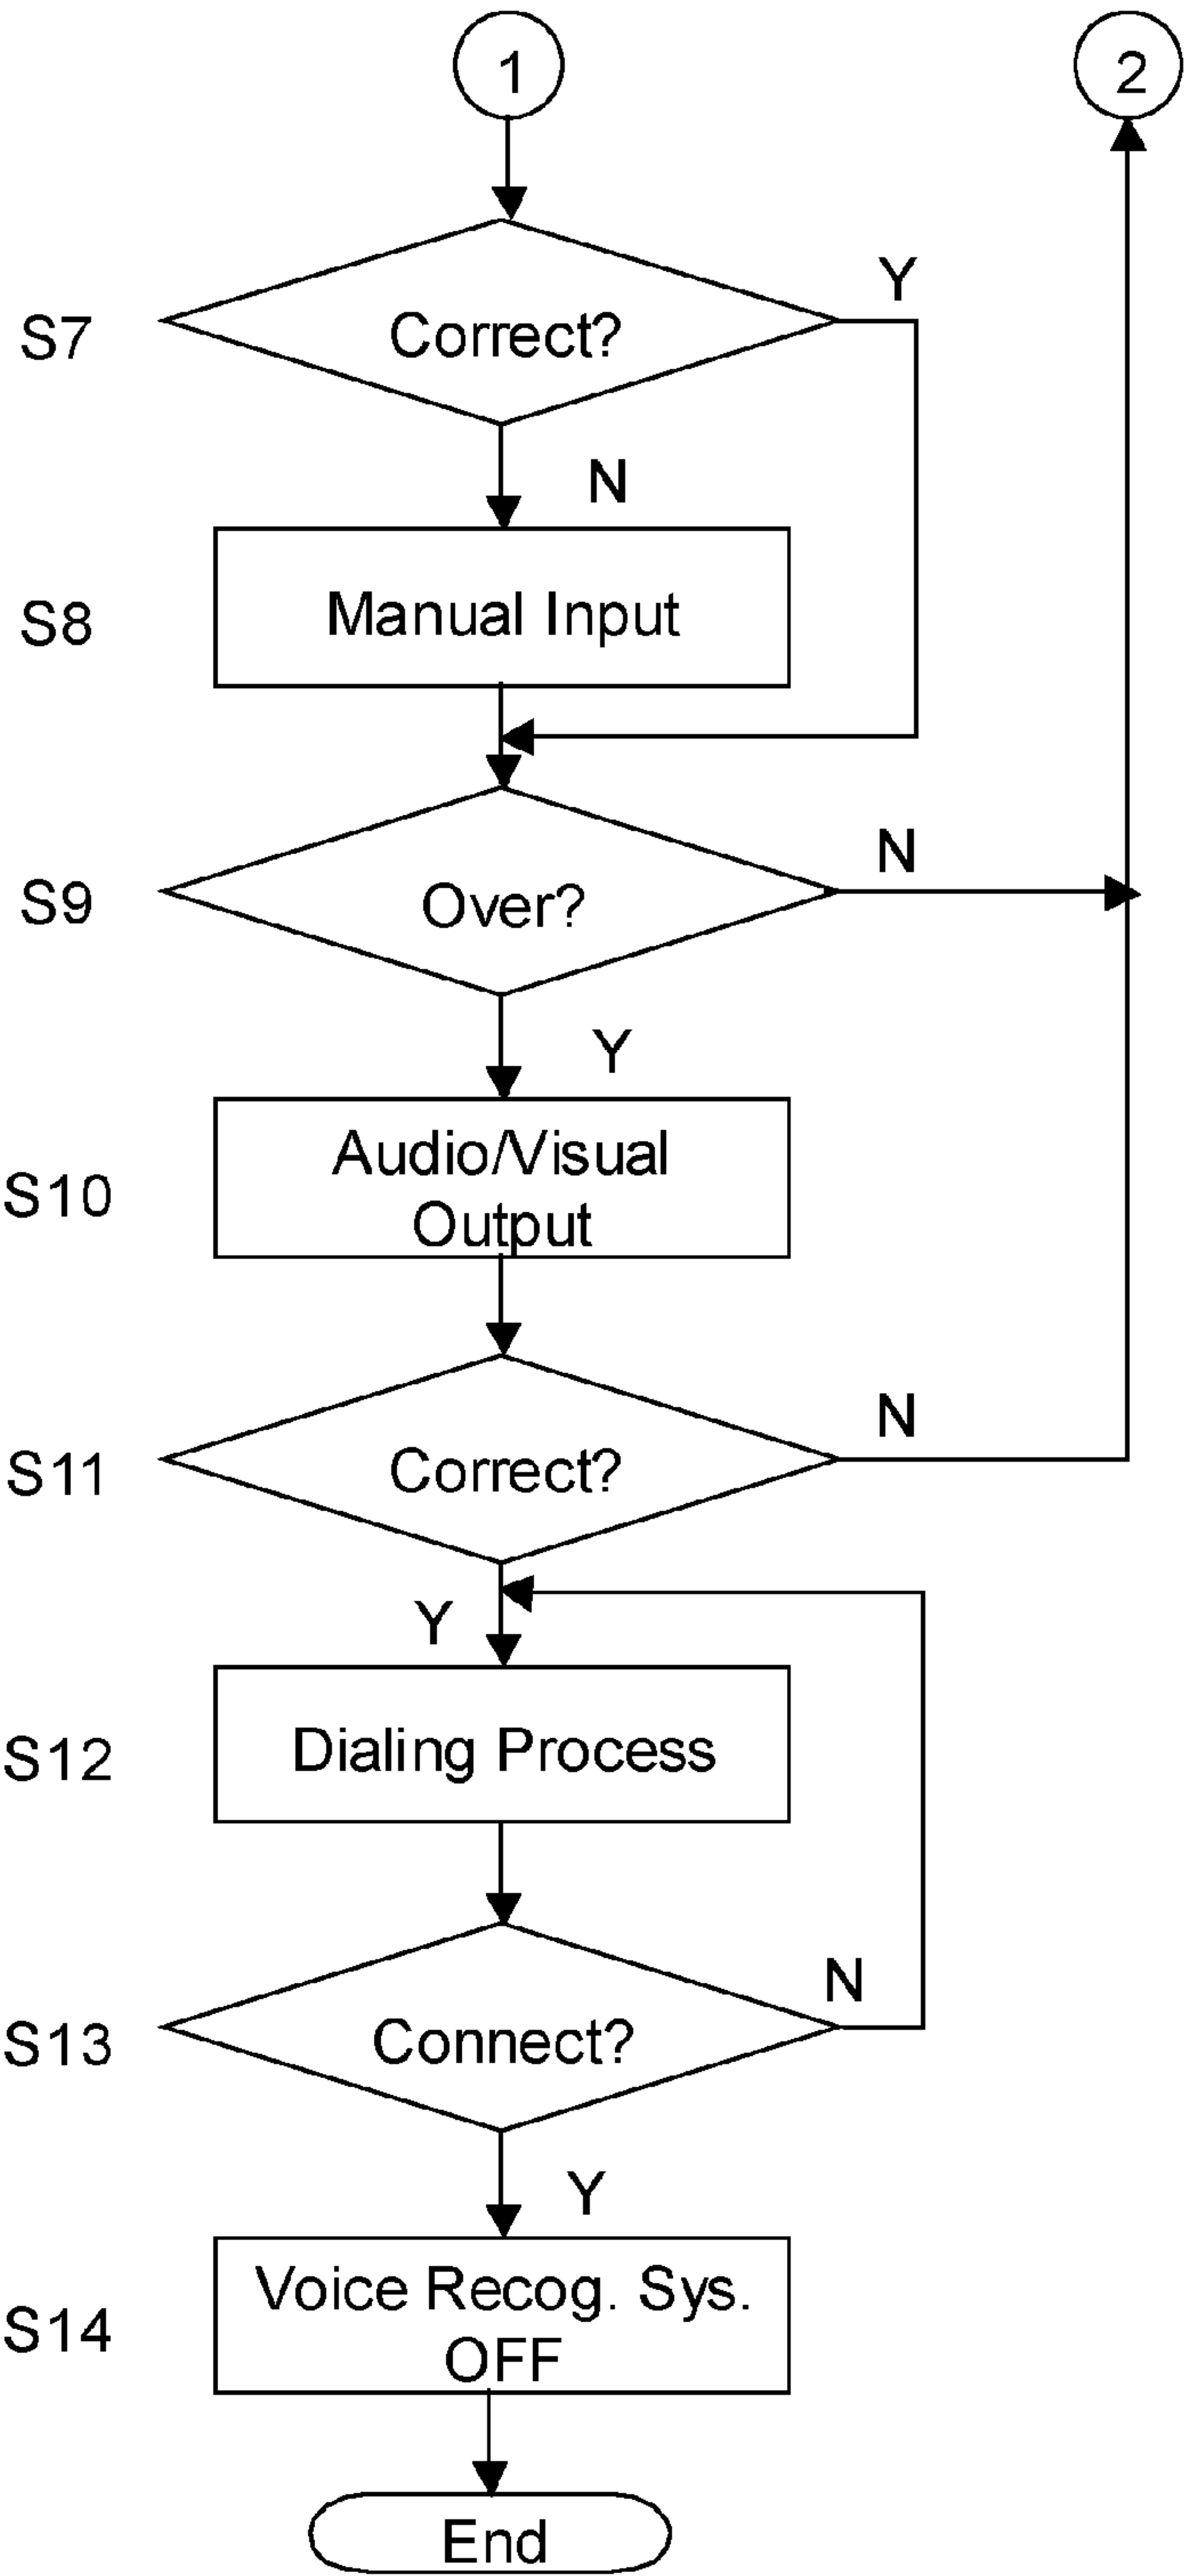 1
2
S7
Correct?
Y
N
S8
Manual Input
S9
Over?
N
Y
S10
Audio/Visual
Output
S11
Correct?
N
Y
S12
Dialing Process
S13
Connect?
N
Y
S14
Voice Recog. Sys.
OFF
End